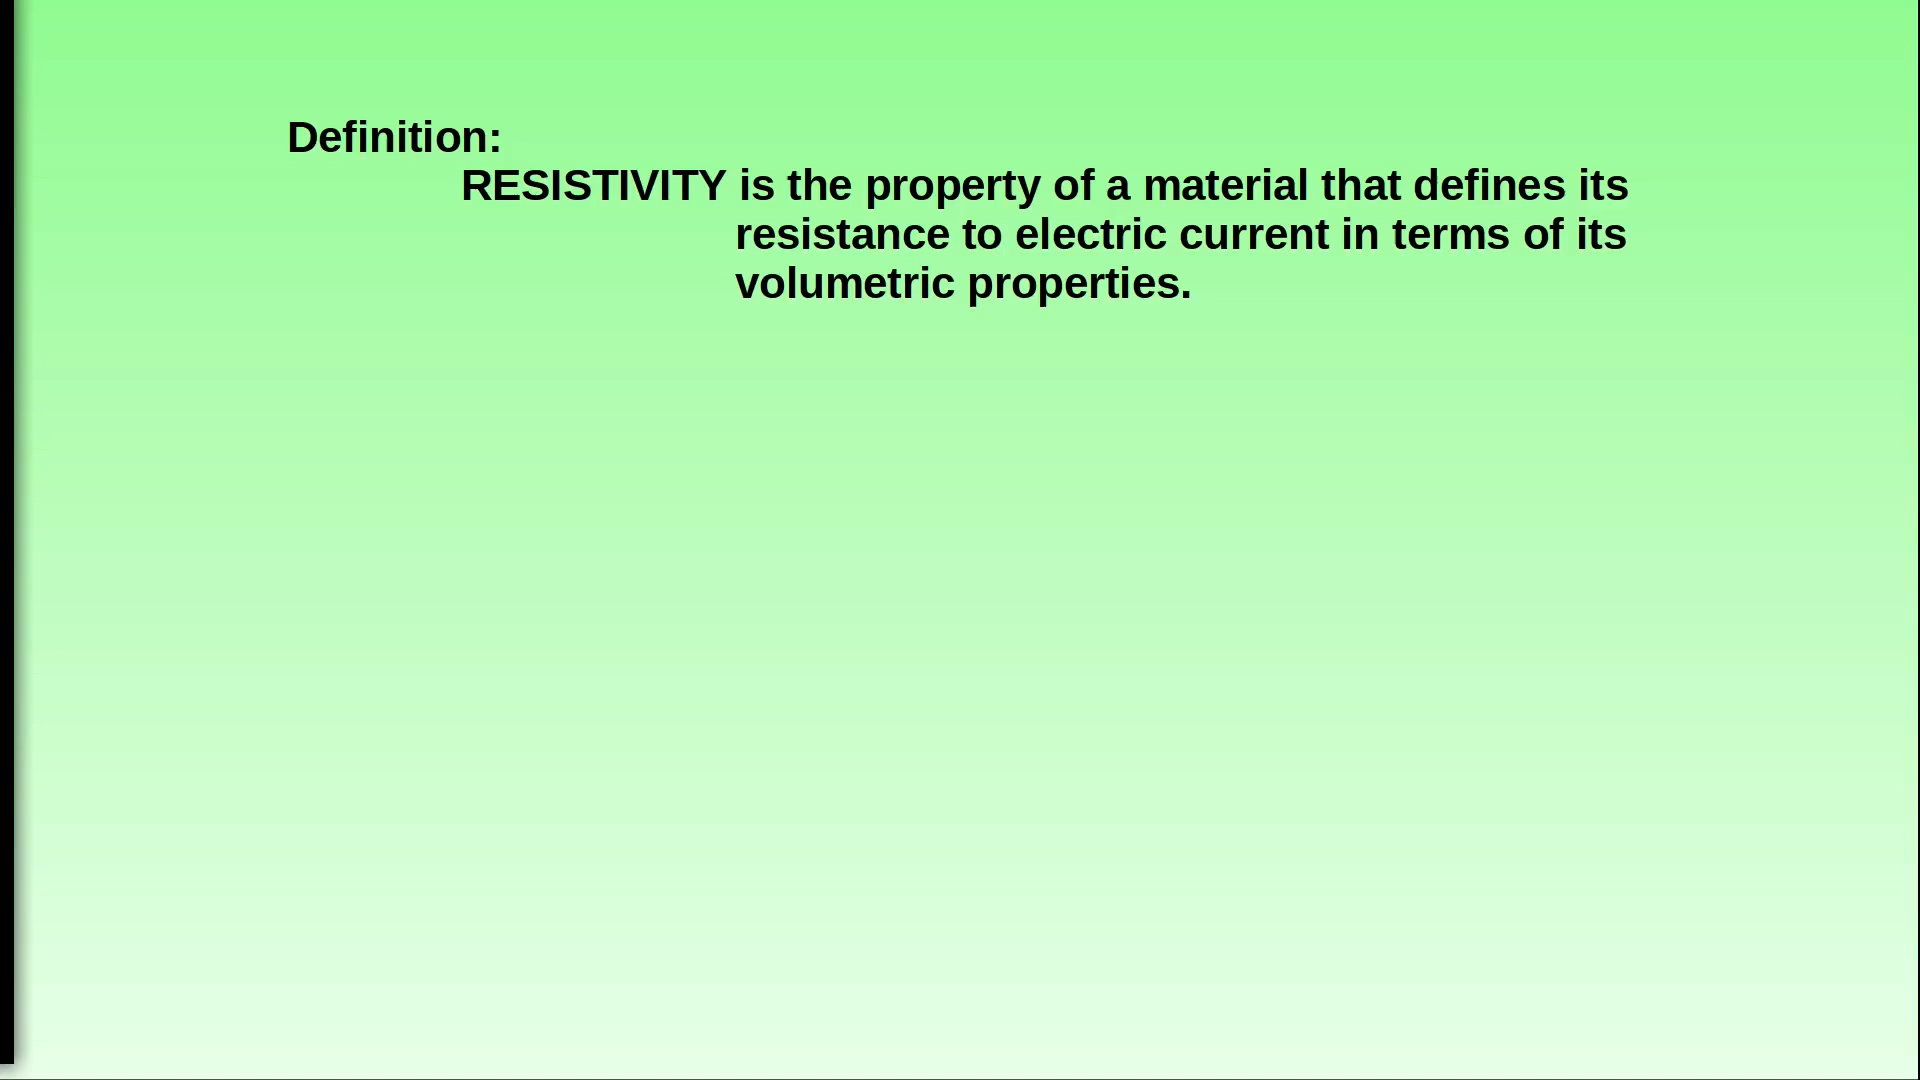 Definition:
RESISTIVITY is the property of a material that defines its
resistance to electric current in terms of its
volumetric properties.